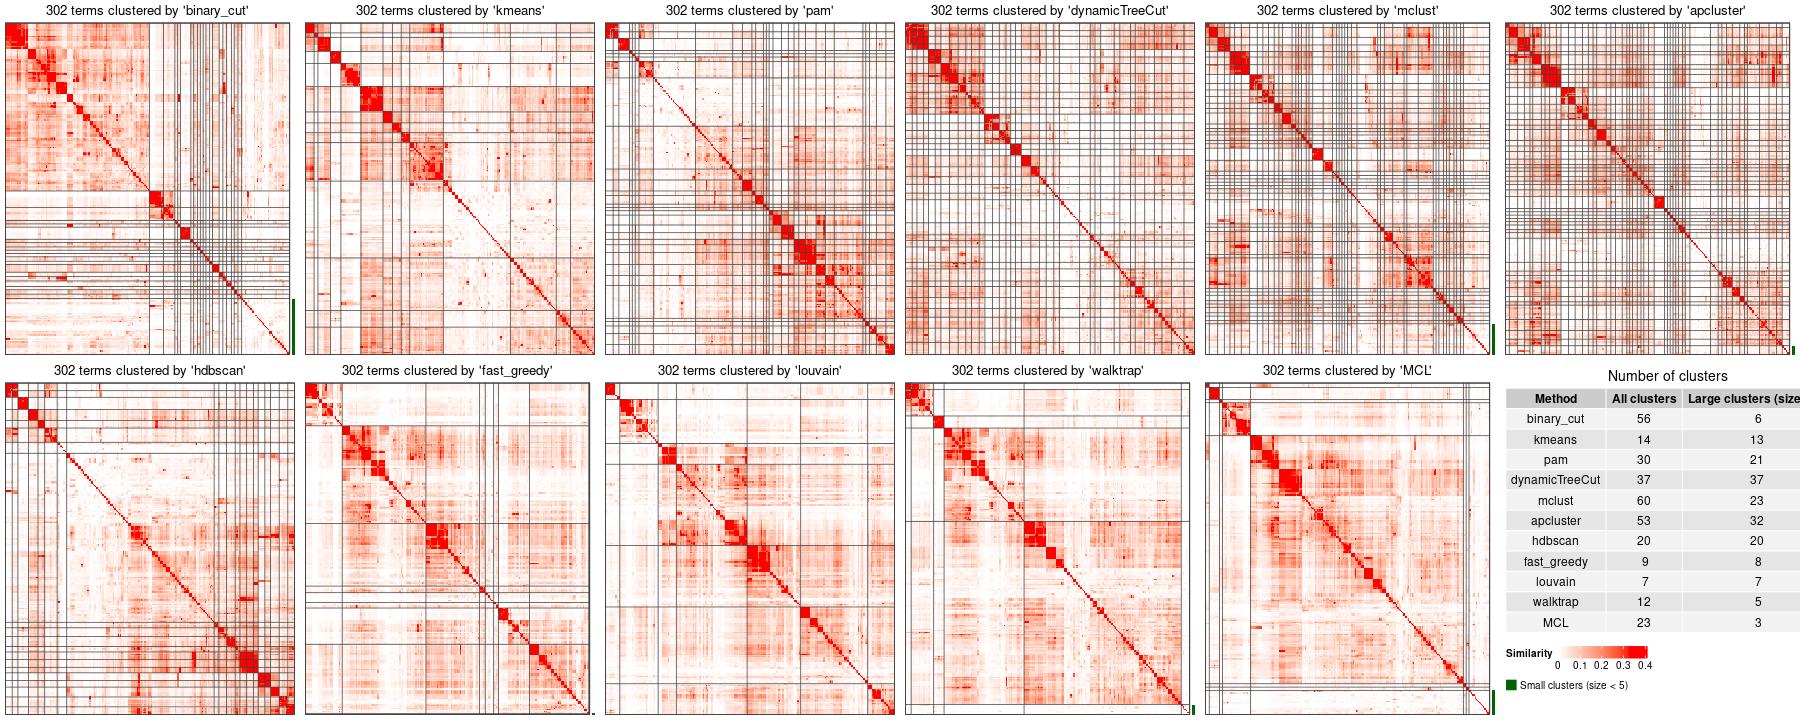 302 terms clustered by 'binary_cut'
302 terms clustered by 'kmeans'
302 terms clustered by 'pam'
302 terms clustered by 'dynamicTreeCut'
302 terms clustered by 'mclust'
302 terms clustered by 'apcluster'
302 terms clustered by 'hdbscan'
302 terms clustered by 'fast_greedy'
302 terms clustered by 'louvain'
302 terms clustered by 'walktrap'
302 terms clustered by 'MCL'
Number of clusters
Method All clusters Large clusters (size
binary_cut 56 6
kmeans 14 13
pam 30 21
dynamicTreeCut 37 37
mclust 60 23
apcluster 53 32
hdbscan 20 20
fast_greedy 9 8
louvain 7 7
walktrap 12 5
MCL 23 3
Similarity
0 0.1 0.2 0.3 0.4
Small clusters (size < 5)